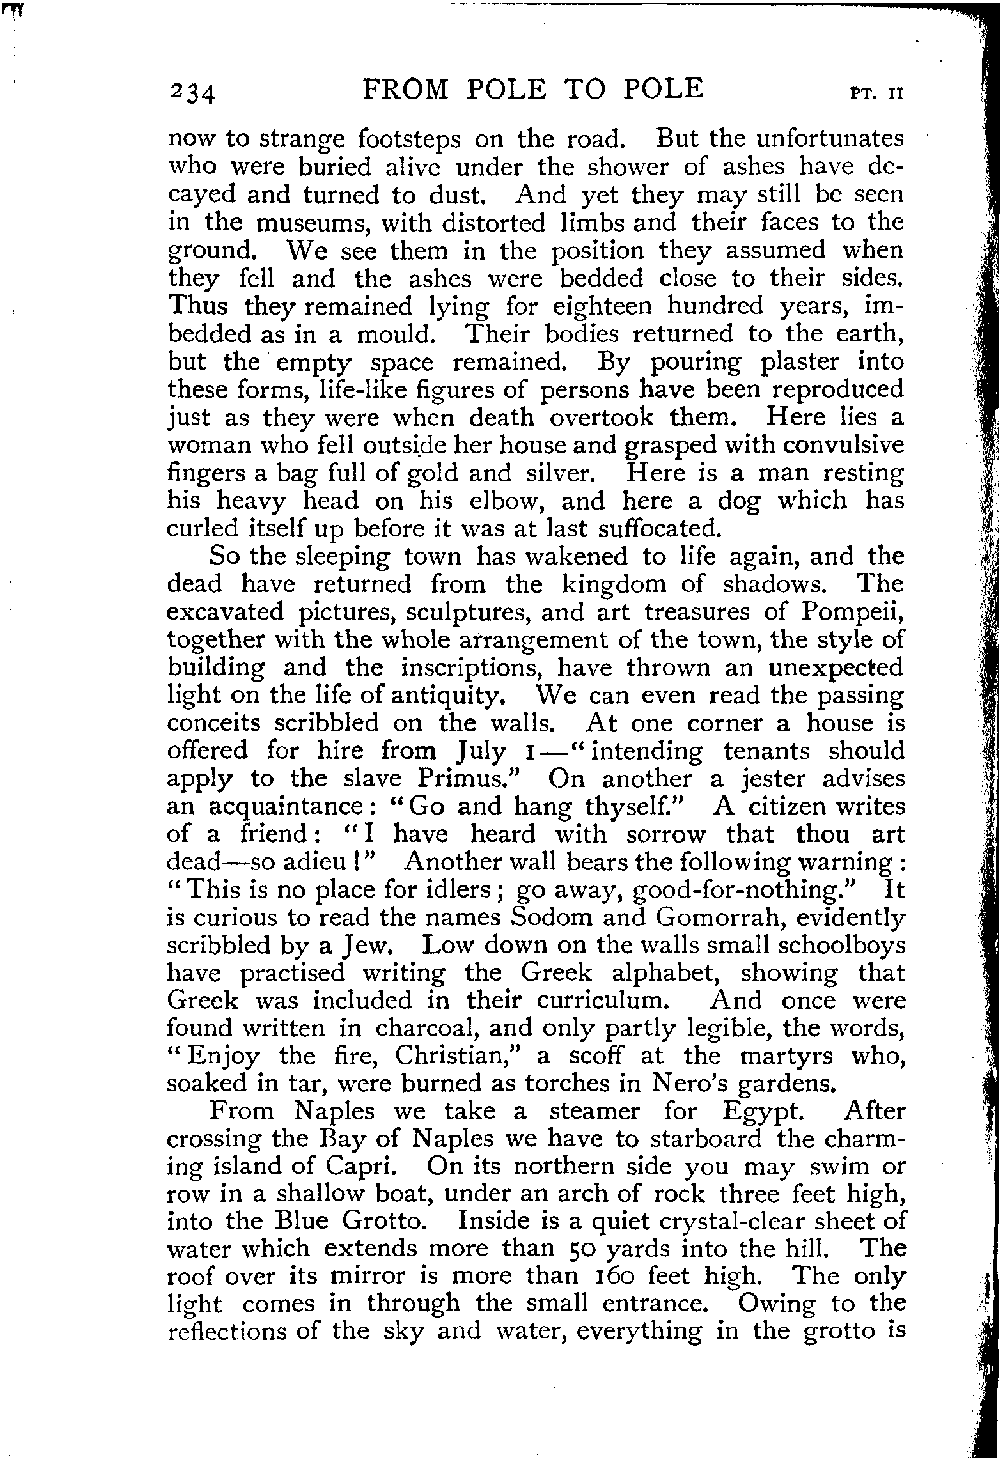 234 FROM POLE TO POLE PT. II
now to strange footsteps on the road. But the unfortunates
who were buried alive under the shower of ashes have de-
cayed and turned to dust. And yet they may still be seen
in the museums, with distorted limbs and their faces to the
ground. We see them in the position they assumed when
they fell and the ashes were bedded close to their sides.
Thus they remained lying for eighteen hundred years, im-
bedded as in a mould. Their bodies returned to the earth,
but the empty space remained. By pouring plaster into
these forms, life-like figures of persons have been reproduced
just as they were when death overtook them. Here lies a
woman who fell outside her house and grasped with convulsive
fingers a bag full of gold and silver. Here is a man resting
his heavy head on his elbow, and here a dog which has
curled itself up before it was at last suffocated.
So the sleeping town has wakened to life again, and the
dead have returned from the kingdom of shadows. The
excavated pictures, sculptures, and art treasures of Pompeii,
together with the whole arrangement of the town, the style of
building and the inscriptions, have thrown an unexpected
light on the life of antiquity. We can even read the passing
conceits scribbled on the walls. At one corner a house is
offered for hire from July 1—“intending tenants should
apply to the slave Primus.” On another a jester advises
an acquaintance: “Go and hang thyself.” A citizen writes
of a friend: “I have heard with sorrow that thou art
dead—so adieu!” Another wall bears the following warning:
“This is no place for idlers; go away, good-for-nothing.” It
is curious to read the names Sodom and Gomorrah, evidently
scribbled by a Jew. Low down on the walls small schoolboys
have practised writing the Greek alphabet, showing that
Greek was included in their curriculum. And once were
found written in charcoal, and only partly legible, the words,
“Enjoy the fire, Christian,” a scoff at the martyrs who,
soaked in tar, were burned as torches in Nero’s gardens.
From Naples we take a steamer for Egypt. After
crossing the Bay of Naples we have to starboard the charm-
ing island of Capri. On its northern side you may swim or
row in a shallow boat, under an arch of rock three feet high,
into the Blue Grotto. Inside is a quiet crystal-clear sheet of
water which extends more than 50 yards into the hill. The
roof over its mirror is more than 160 feet high. The only
light comes in through the small entrance. Owing to the
reflections of the sky and water, everything in the grotto is